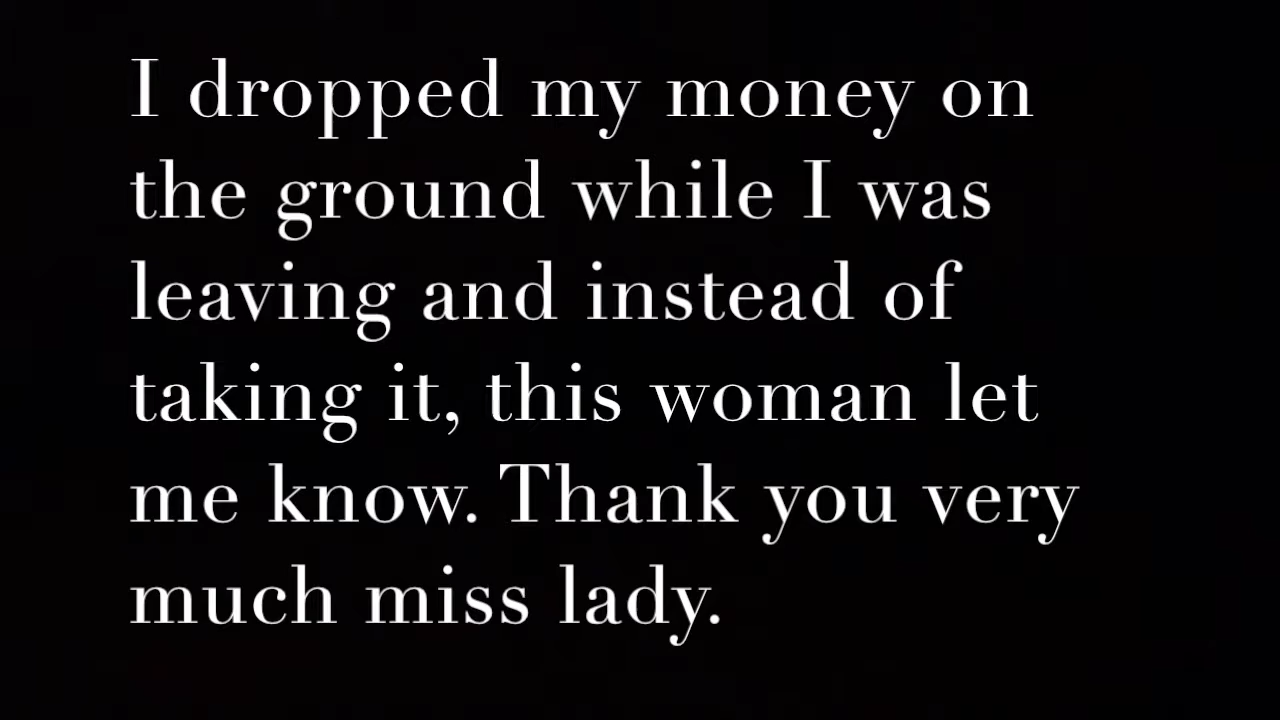 I dropped my money on
the ground while I was
leaving and instead of
taking it, this woman let
me know. Thank you very
much miss lady.